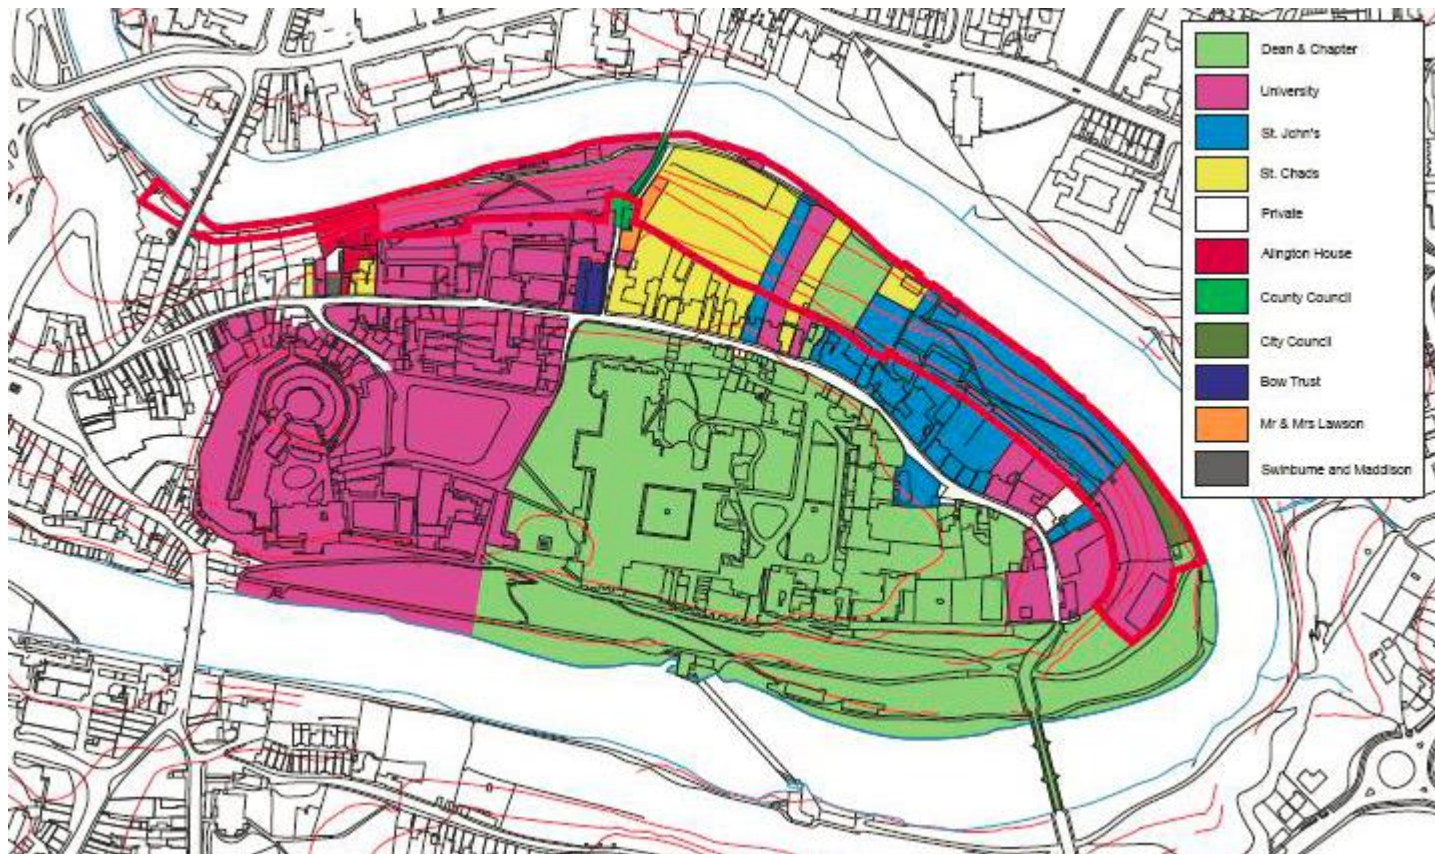 Dean & Chapter
University
St. John's
St. Chads
Private
Alington House
County Council
City Council
Bow Trust
Mr & Mrs Lawson
Swinburne and Maddison